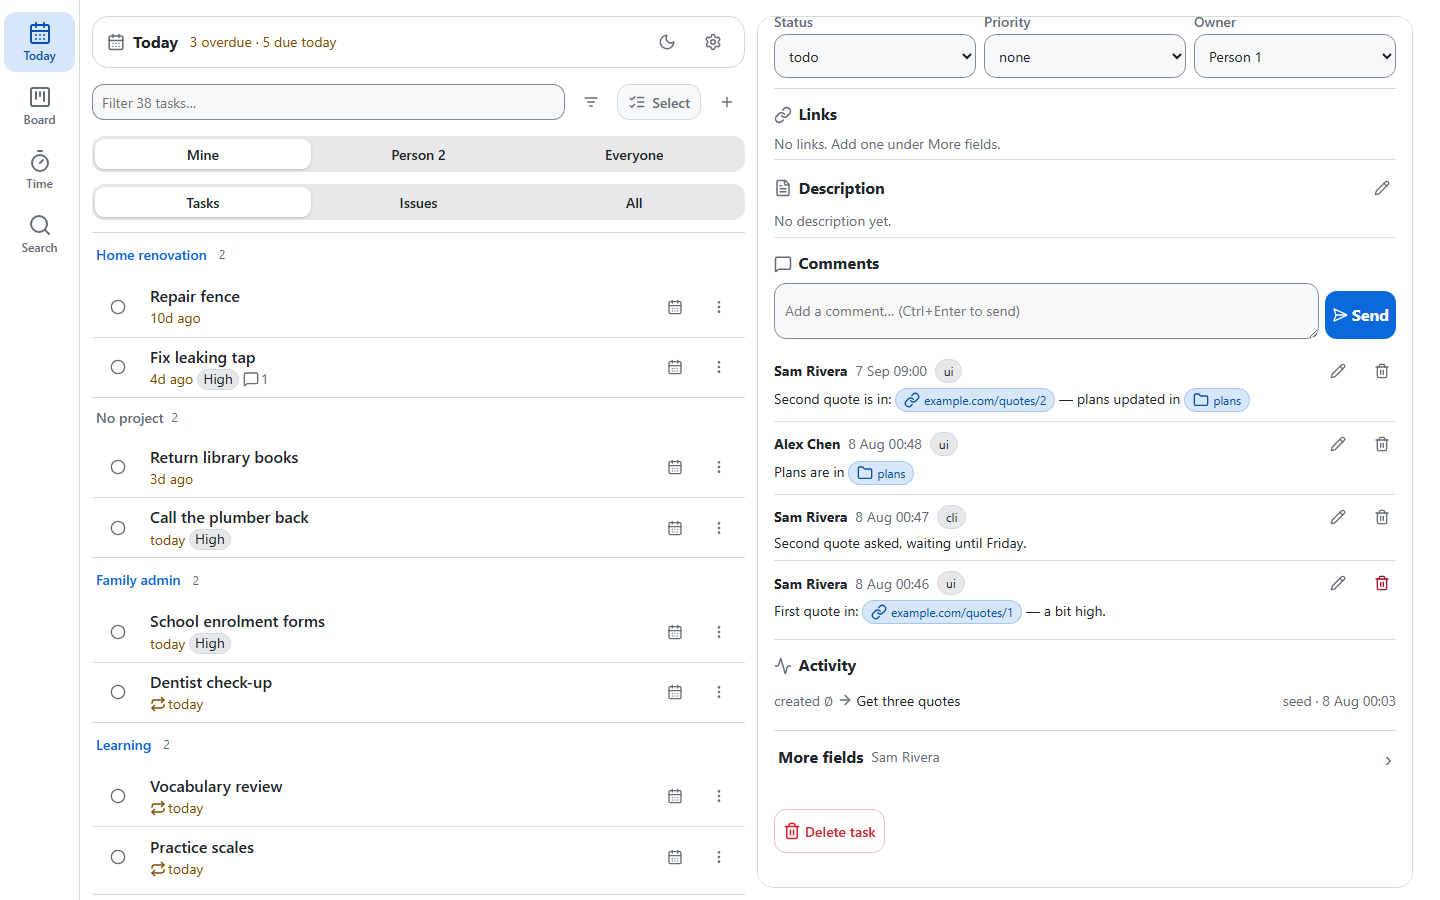 Today
Board
Time
Search
Today 3 overdue · 5 due today
Filter 38 tasks...
Select
Mine Person 2 Everyone
Tasks Issues All
Home renovation 2
Repair fence
10d ago
Fix leaking tap
4d ago High 1
No project 2
Return library books
3d ago
Call the plumber back
today High
Family admin 2
School enrolment forms
today High
Dentist check-up
today
Learning 2
Vocabulary review
today
Practice scales
today
Status Priority Owner
todo none Person 1
Links
No links. Add one under More fields.
Description
No description yet.
Comments
Add a comment... (Ctrl+Enter to send)
Send
Sam Rivera 7 Sep 09:00 ui
Second quote is in: example.com/quotes/2 — plans updated in plans
Alex Chen 8 Aug 00:48 ui
Plans are in plans
Sam Rivera 8 Aug 00:47 cli
Second quote asked, waiting until Friday.
Sam Rivera 8 Aug 00:46 ui
First quote in: example.com/quotes/1 — a bit high.
Activity
created ∅ → Get three quotes seed · 8 Aug 00:03
More fields Sam Rivera
Delete task